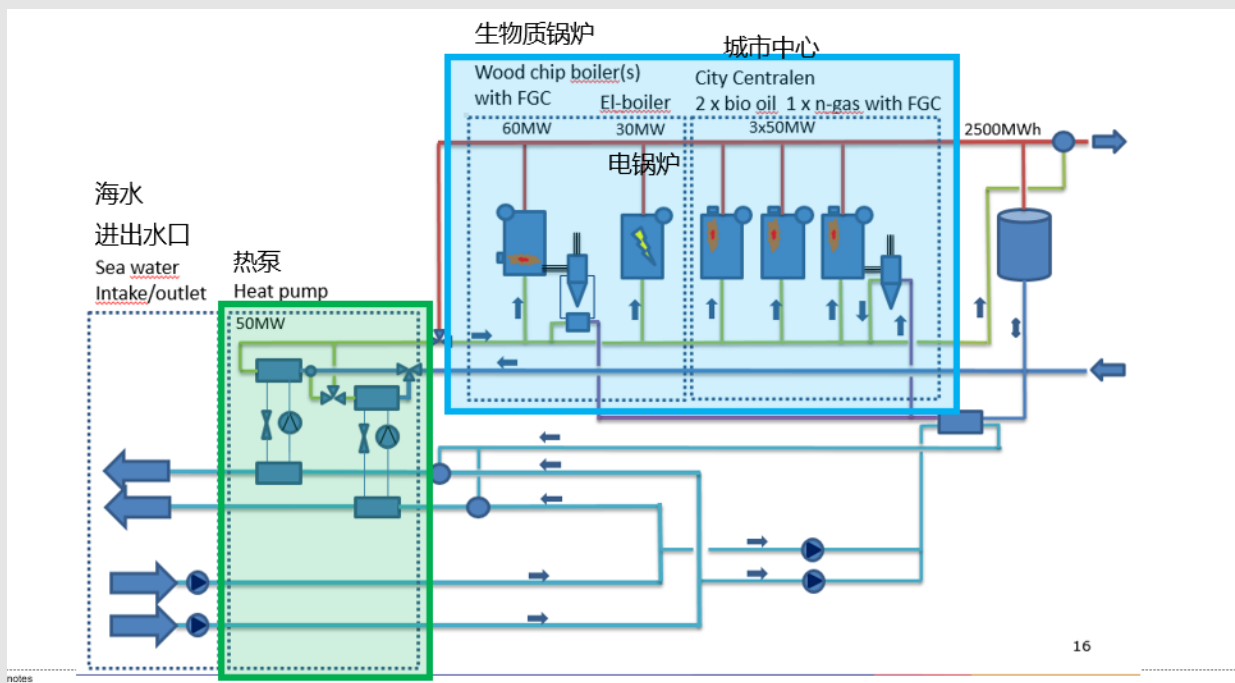 生物质锅炉
城市中心
Wood chip boiler(s)
with FGC
El-boiler
City Centralen
2 x bio oil 1 x n-gas with FGC
60MW
30MW
3x50MW
2500MWh
电锅炉
海水
进出水口
Sea water
Intake/outlet
热泵
Heat pump
50MW
16
notes